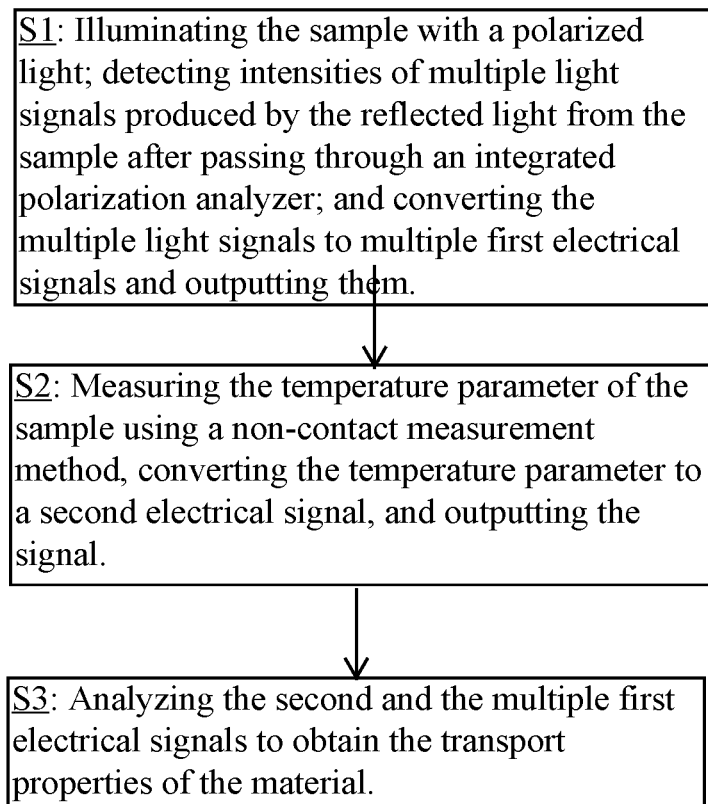 S1: Illuminating the sample with a polarized
light; detecting intensities of multiple light
signals produced by the reflected light from the
sample after passing through an integrated
polarization analyzer; and converting the
multiple light signals to multiple first electrical
signals and outputting them.
S2: Measuring the temperature parameter of the
sample using a non-contact measurement
method, converting the temperature parameter to
a second electrical signal, and outputting the
signal.
S3: Analyzing the second and the multiple first
electrical signals to obtain the transport
properties of the material.